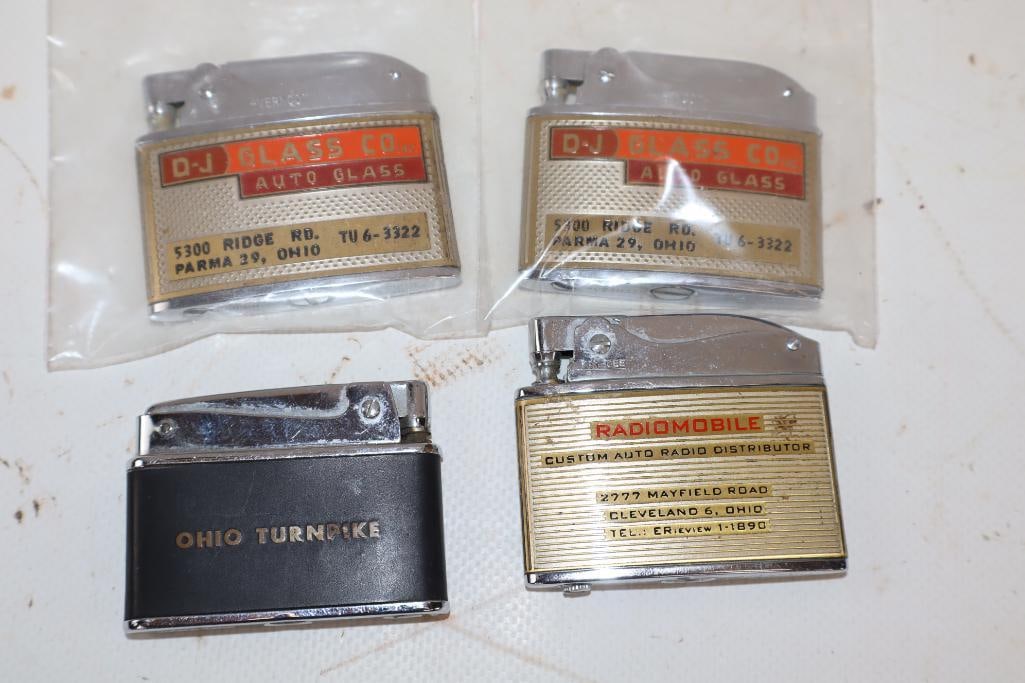 D-J GLASS CO.
AUTO GLASS
5300 RIDGE RD. TU 6-3322
PARMA 29, OHIO
D-J GLASS CO.
AUTO GLASS
5300 RIDGE RD. TU 6-3322
PARMA 29, OHIO
OHIO TURNPIKE
RADIOMOBILE
CUSTOM AUTO RADIO DISTRIBUTOR
2777 MAYFIELD ROAD
CLEVELAND 6, OHIO
TEL.: ERIEVIEW 1-1890